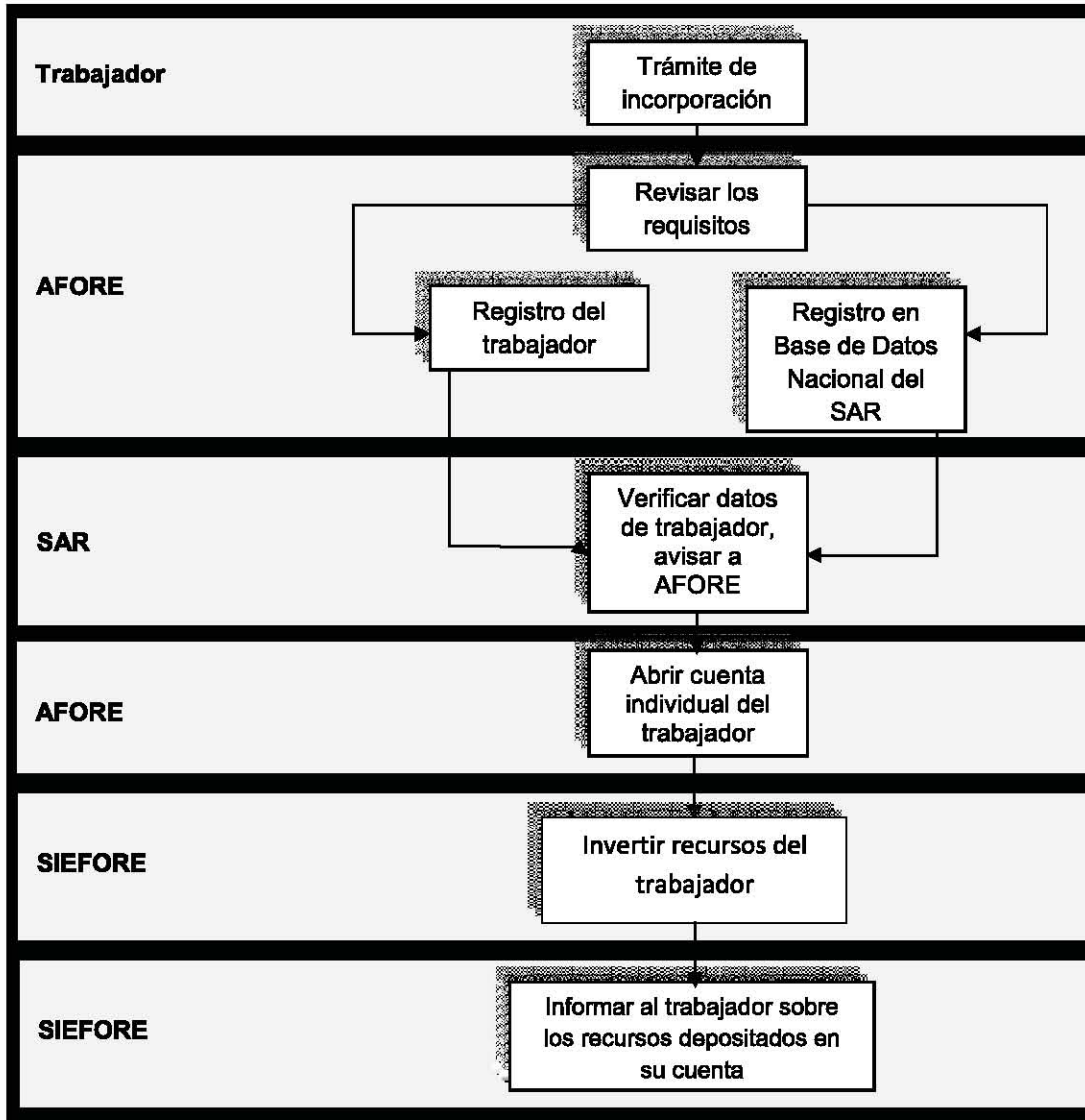 Trabajador
Trámite de
incorporación
AFORE
Revisar los
requisitos
Registro del
trabajador
Registro en
Base de Datos
Nacional del
SAR
SAR
Verificar datos
de trabajador,
avisar a
AFORE
AFORE
Abrir cuenta
individual del
trabajador
SIEFORE
Invertir recursos del
trabajador
SIEFORE
Informar al trabajador sobre
los recursos depositados en
su cuenta